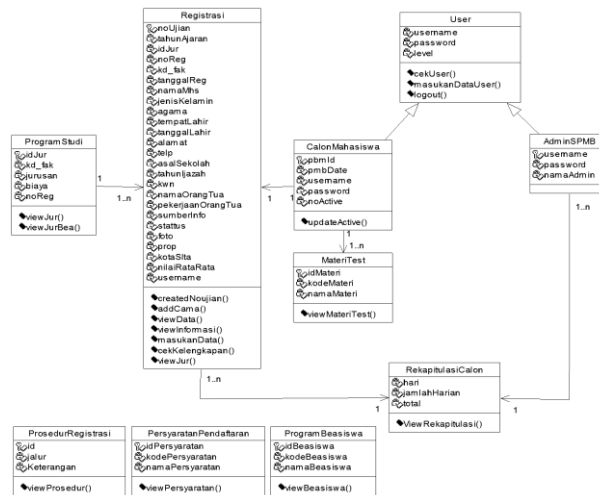 Registrasi
noUjian
tahunAjaran
idJur
noReg
kd_fak
tanggalReg
namaMhs
jenisKelamin
agama
tempatLahir
tanggalLahir
alamat
telp
asalSekolah
tahunIjazah
kwn
namaOrangTua
pekerjaanOrangTua
sumberInfo
stattus
foto
prop
kotaSlta
nilaiRataRata
username
createdNoujian()
addCama()
viewData()
viewInformasi()
masukanData()
cekKelengkapan()
viewJur()
User
username
password
level
cekUser()
masukanDataUser()
logout()
ProgramStudi
idJur
kd_fak
jurusan
biaya
noReg
viewJur()
viewJurBea()
1
1..n
CalonMahasiswa
pbmId
pmbDate
username
password
noActive
updateActive()
1
1
AdminSPMB
username
password
namaAdmin
1..n
1
1..n
MateriTest
idMateri
kodeMateri
namaMateri
viewMateriTest()
RekapitulasiCalon
hari
jamlahHarian
total
ViewRekapitulasi()
1..n
1
1
ProsedurRegistrasi
id
jalur
Keterangan
viewProsedur()
PersyaratanPendaftaran
idPersyaratan
kodePersyaratan
namaPersyaratan
viewPersyaratan()
ProgramBeasiswa
idBeasiswa
kodeBeasiswa
namaBeasiswa
viewBeasiswa()